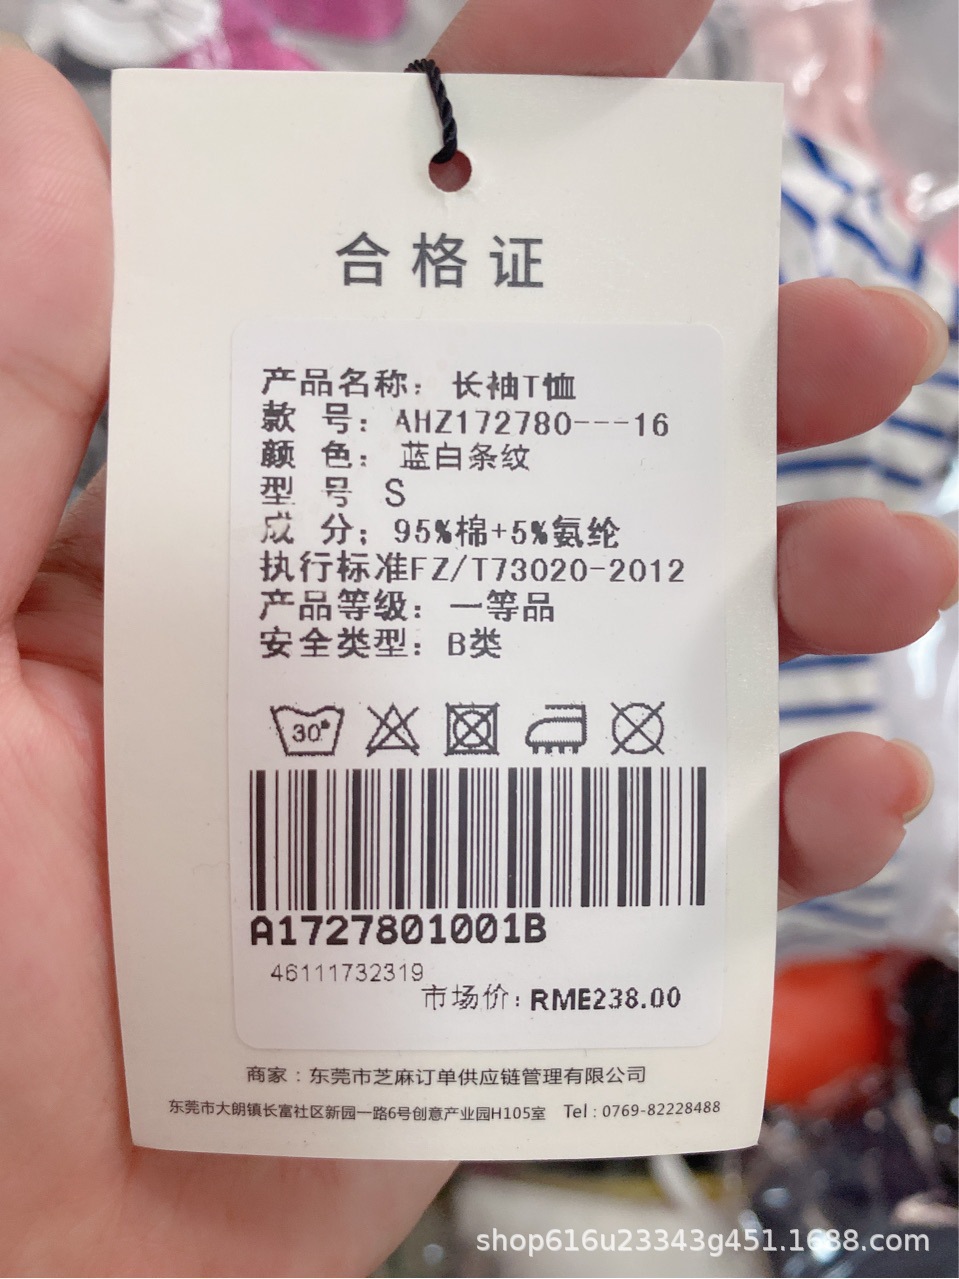 合格证
产品名称：长袖T恤
款 号：AHZ172780---16
颜 色：蓝白条纹
型 号 S
成 分；95%棉+5%氨纶
执行标准FZ/T73020-2012
产品等级：一等品
安全类型：B类
30°
A1727801001B
46111732319
市场价：RME238.00
商家：东莞市芝麻订单供应链管理有限公司
东莞市大朗镇长富社区新园一路6号创意产业园H105室 Tel：0769-82228488
shop616u23343g451.1688.com